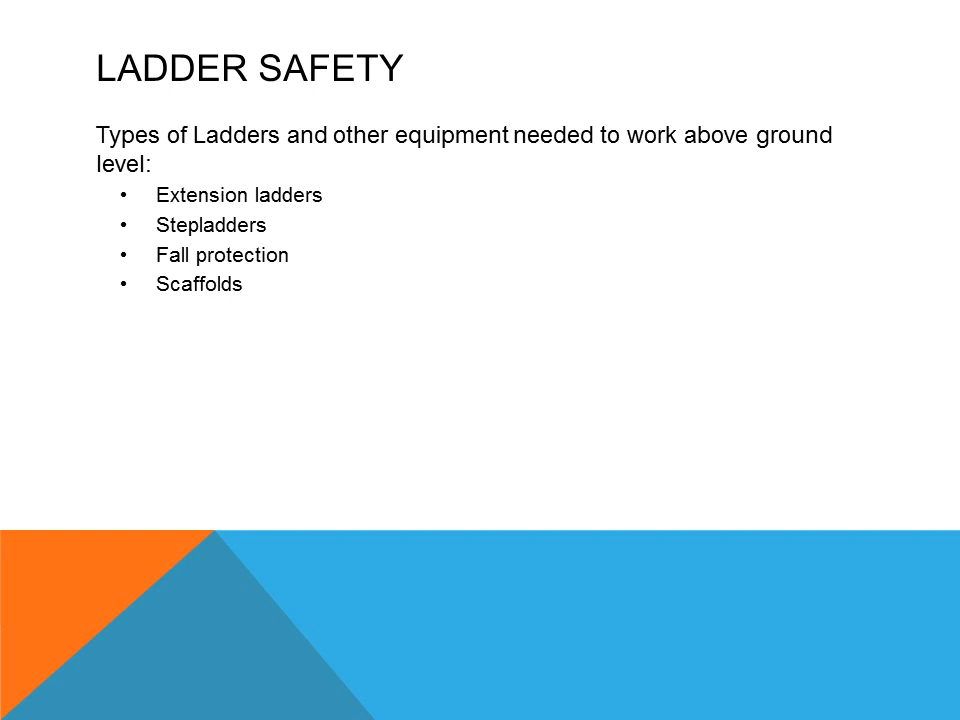 LADDER SAFETY
Types of Ladders and other equipment needed to work above ground
level:
• Extension ladders
• Stepladders
• Fall protection
• Scaffolds